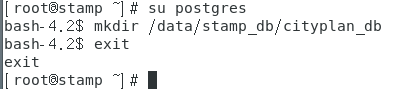 [root@stamp ~]# su postgres
bash-4.2$ mkdir /data/stamp_db/cityplan_db
bash-4.2$ exit
exit
[root@stamp ~]#